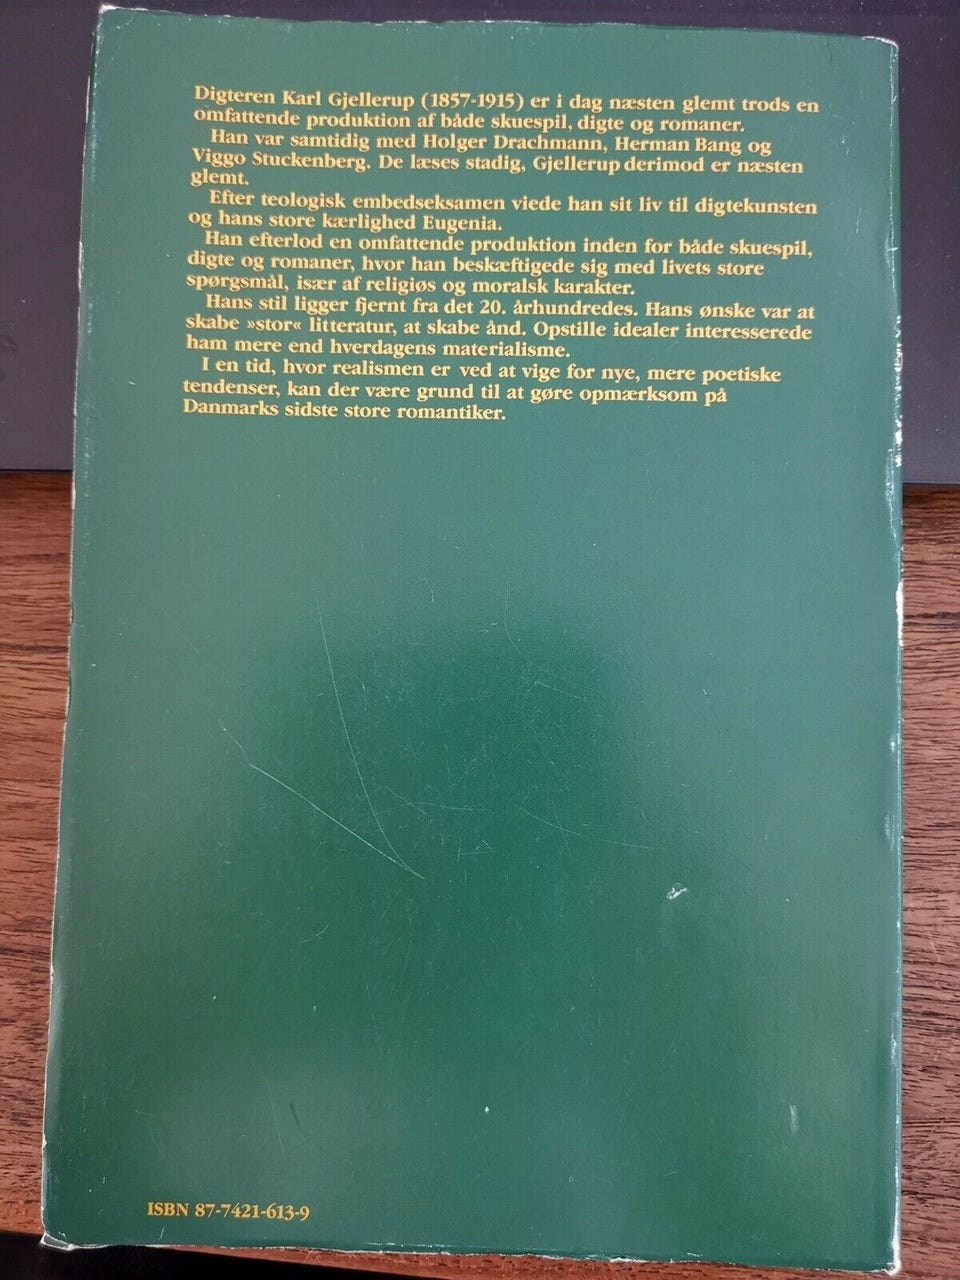 Digteren Karl Gjellerup (1857-1915) er i dag næsten glemt trods en
omfattende produktion af både skuespil, digte og romaner.
Han var samtidig med Holger Drachmann, Herman Bang og
Viggo Stuckenberg. De læses stadig, Gjellerup derimod er næsten
glemt.
Efter teologisk embedseksamen viede han sit liv til digtekunsten
og hans store kærlighed Eugenia.
Han efterlod en omfattende produktion inden for både skuespil,
digte og romaner, hvor han beskæftigede sig med livets store
spørgsmål, især af religiøs og moralsk karakter.
Hans stil ligger fjernt fra det 20. århundredes. Hans ønske var at
skabe »stor« litteratur, at skabe ånd. Opstille idealer interesserede
ham mere end hverdagens materialisme.
I en tid, hvor realismen er ved at vige for nye, mere poetiske
tendenser, kan der være grund til at gøre opmærksom på
Danmarks sidste store romantiker.
ISBN 87-7421-613-9